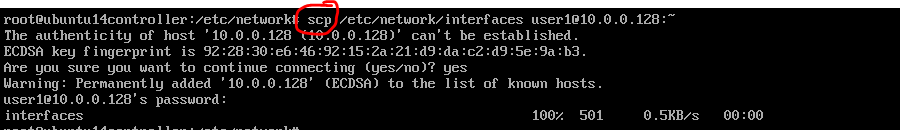 root@ubuntu14controller:/etc/network# scp /etc/network/interfaces user1@10.0.0.128:~
The authenticity of host '10.0.0.128 (10.0.0.128)' can't be established.
ECDSA key fingerprint is 92:28:30:e6:46:92:15:2a:21:d9:da:c2:d9:5e:9a:b3.
Are you sure you want to continue connecting (yes/no)? yes
Warning: Permanently added '10.0.0.128' (ECDSA) to the list of known hosts.
user1@10.0.0.128's password:
interfaces 100% 501 0.5KB/s 00:00
root@ubuntu14controller:/etc/network#